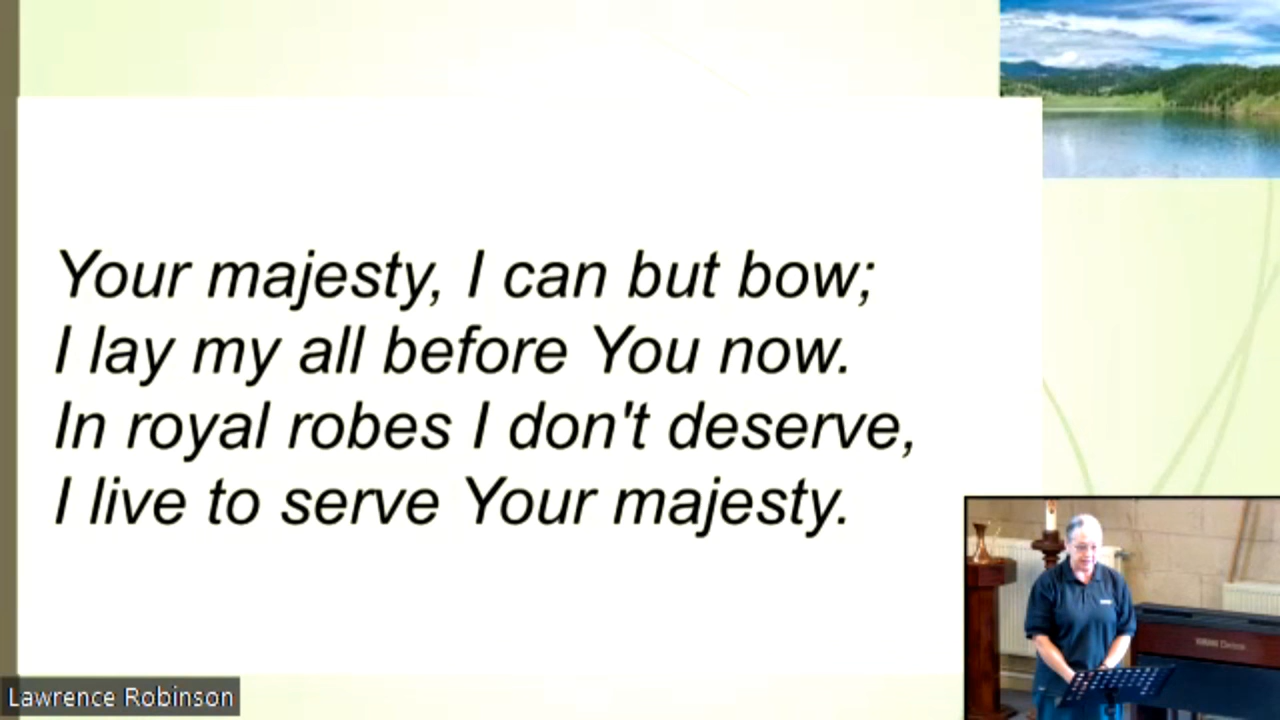 Your majesty, I can but bow;
I lay my all before You now.
In royal robes I don't deserve,
I live to serve Your majesty.
Lawrence Robinson